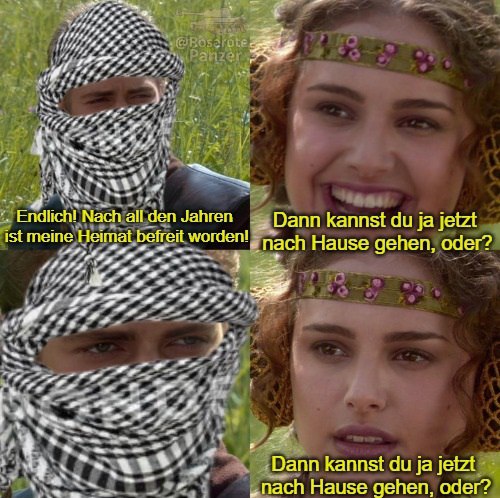 @Rosarote
Panzer
Endlich! Nach all den Jahren
ist meine Heimat befreit worden!
Dann kannst du ja jetzt
nach Hause gehen, oder?
Dann kannst du ja jetzt
nach Hause gehen, oder?